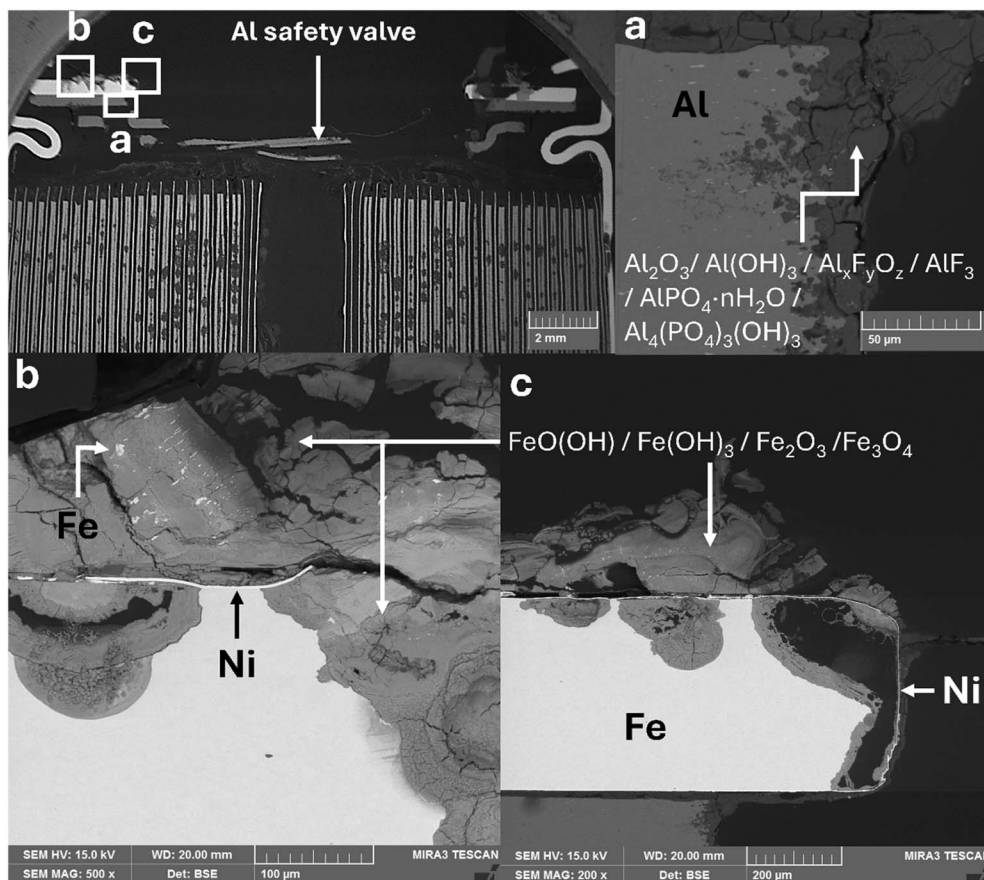 b
c
Al safety valve
a
2 mm
a
Al
Al₂O₃/ Al(OH)₃ / AlₓFᵧO_z / AlF₃
/ AlPO₄·nH₂O /
Al₄(PO₄)₃(OH)₃
50 µm
b
Fe
Ni
SEM HV: 15.0 kV
WD: 20.00 mm
MIRA3 TESCAN
SEM MAG: 500 x
Det: BSE
100 µm
c
FeO(OH) / Fe(OH)₃ / Fe₂O₃ /Fe₃O₄
Ni
Fe
SEM HV: 15.0 kV
WD: 20.00 mm
MIRA3 TESCAN
SEM MAG: 200 x
Det: BSE
200 µm